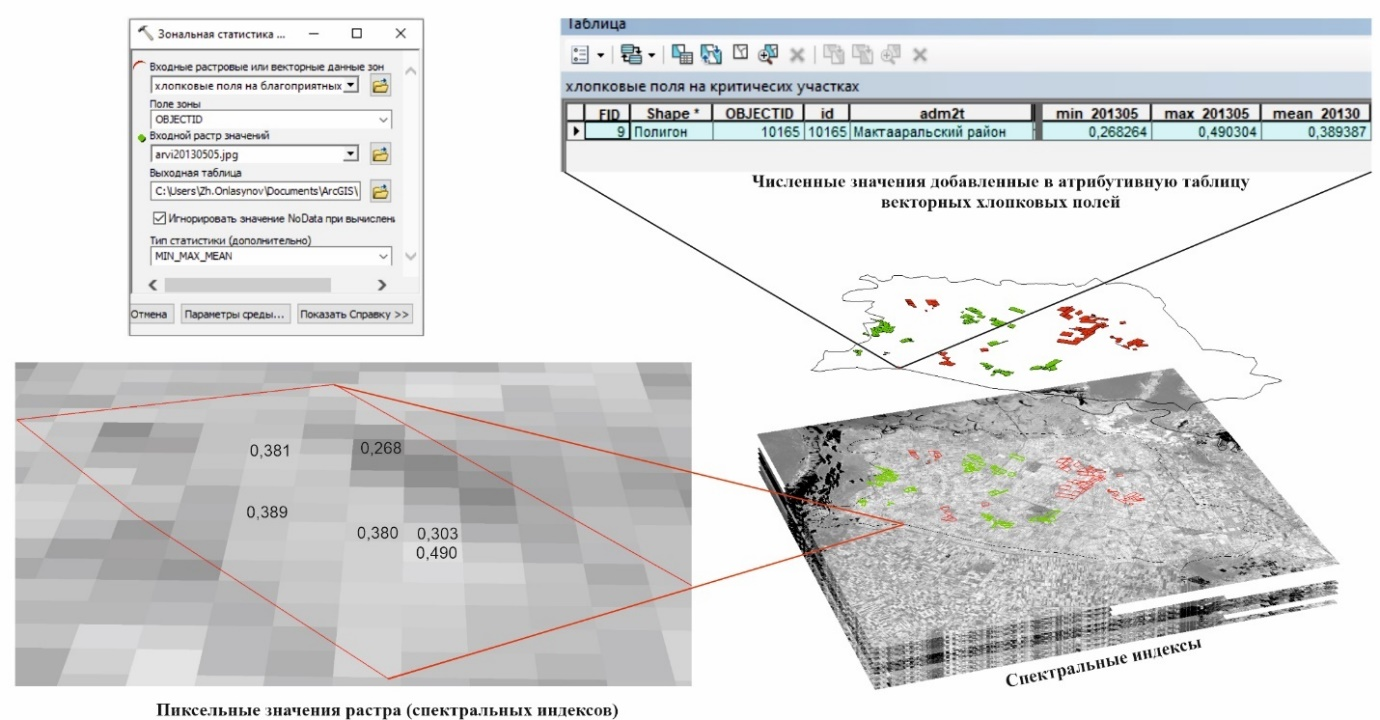 Зональная статистика ...
Входные растровые или векторные данные зон
хлопковые поля на благоприятных
Поле зоны
OBJECTID
Входной растр значений
arvi20130505.jpg
Выходная таблица
C:\Users\Zh.Onlasynov\Documents\ArcGIS\
Игнорировать значение NoData при вычислен
Тип статистики (дополнительно)
MIN_MAX_MEAN
Отмена Параметры среды... Показать Справку >>
Таблица
хлопковые поля на критичесих участках
FID Shape * OBJECTID id adm2t min_201305 max_201305 mean_20130
9 Полигон 10165 10165 Мактааральский район 0,268264 0,490304 0,389387
Численные значения добавленные в атрибутивную таблицу
векторных хлопковых полей
0,381 0,268
0,389
0,380 0,303
0,490
Спектральные индексы
Пиксельные значения растра (спектральных индексов)